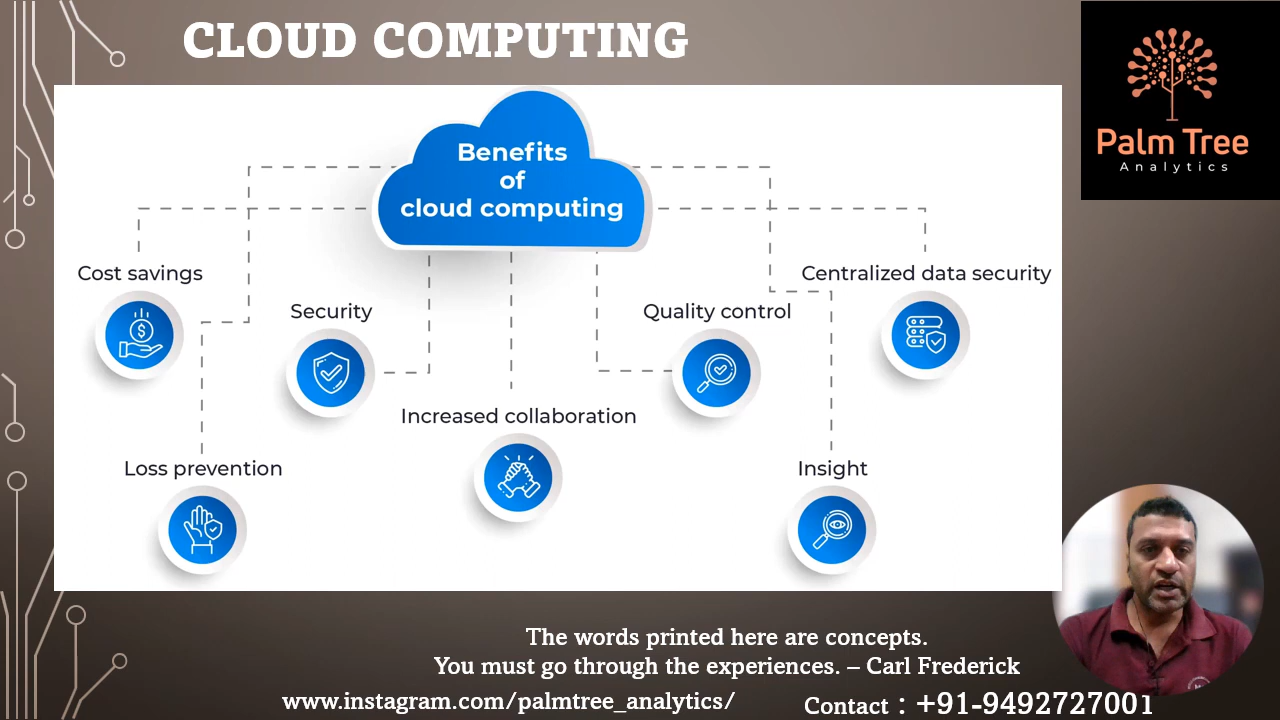 CLOUD COMPUTING
Palm Tree
Analytics
Benefits
of
cloud computing
Cost savings
Centralized data security
Security
Quality control
Increased collaboration
Loss prevention
Insight
The words printed here are concepts.
You must go through the experiences. – Carl Frederick
www.instagram.com/palmtree_analytics/
Contact : +91-9492727001